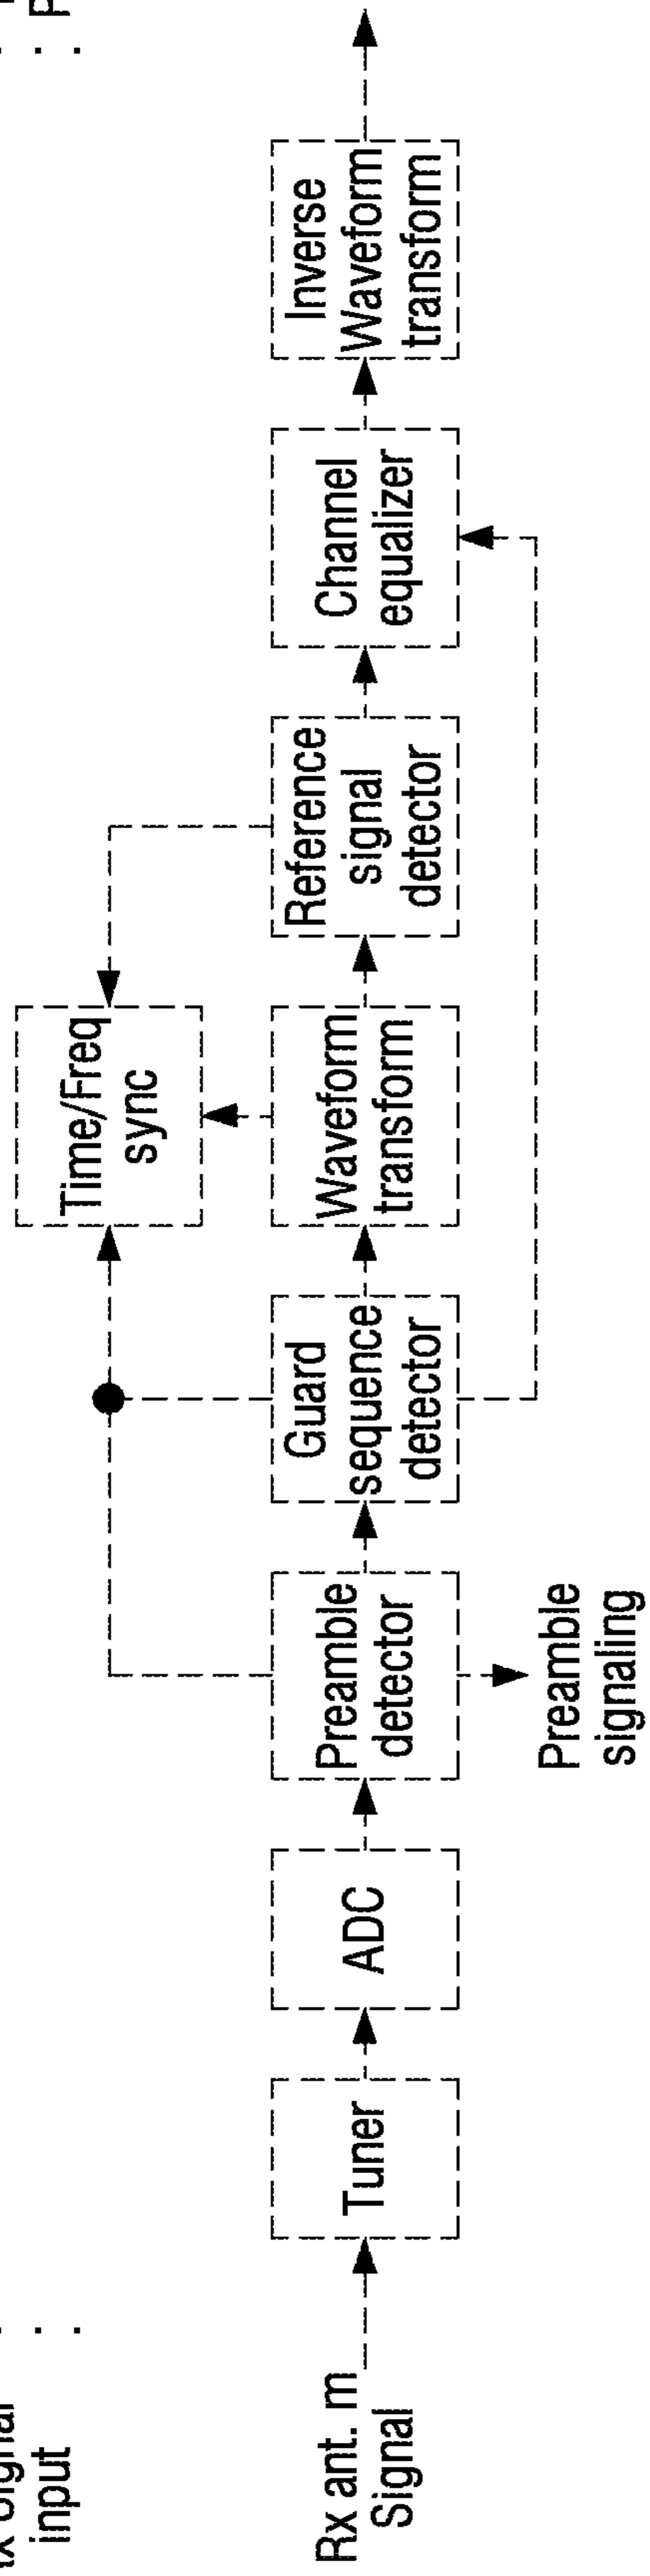 input
Rx ant. m
Signal
Tuner
ADC
Preamble
detector
Preamble
signaling
Guard
sequence
detector
Time/Freq
sync
Waveform
transform
Reference
signal
detector
Channel
equalizer
Inverse
Waveform
transform